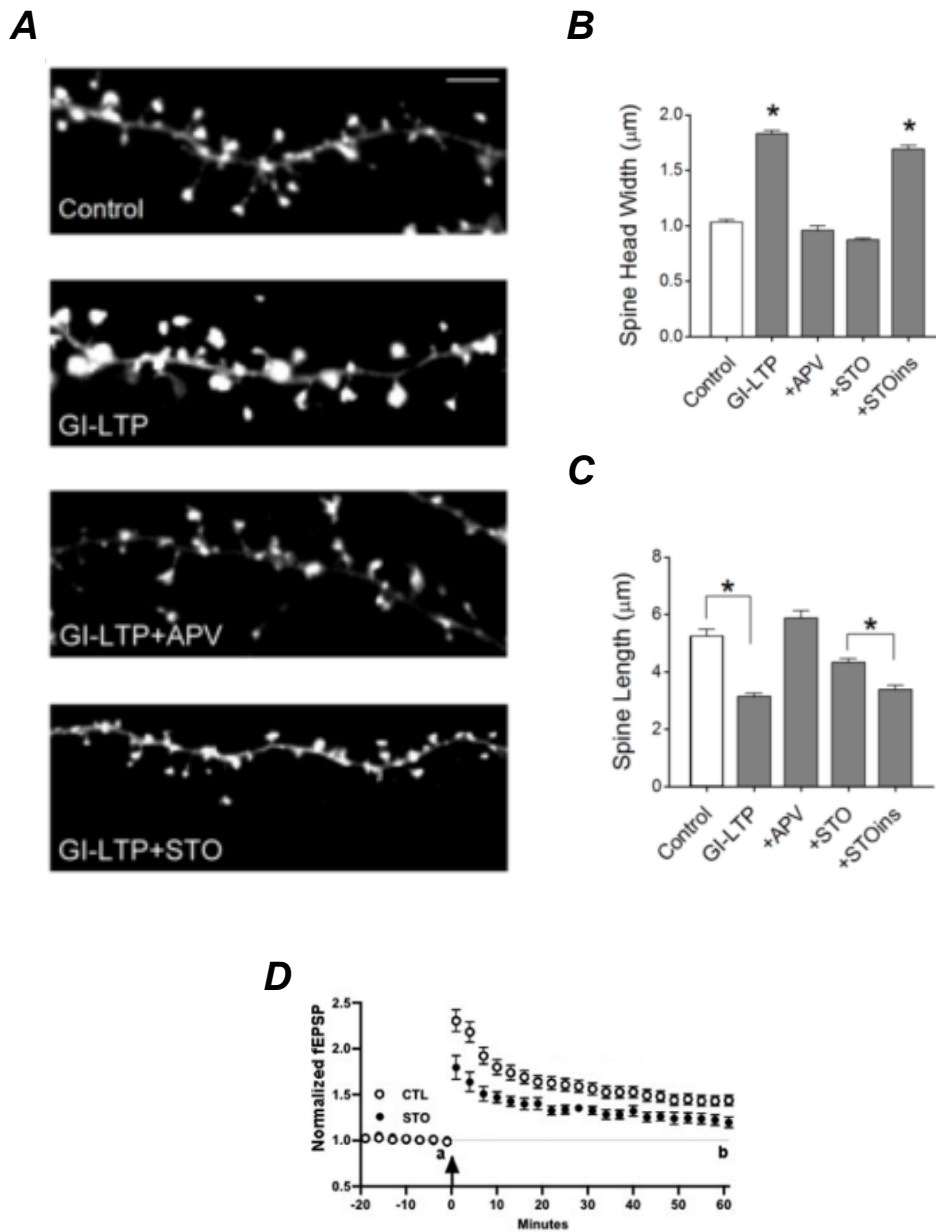 A
Control
GI-LTP
GI-LTP+APV
GI-LTP+STO
B
Spine Head Width (μm)
2.0
1.5
1.0
0.5
0.0
*
*
Control
GI-LTP
+APV
+STO
+STOins
C
Spine Length (μm)
8
6
4
2
0
*
*
Control
GI-LTP
+APV
+STO
+STOins
D
Normalized fEPSP
2.5
2.0
1.5
1.0
0.5
CTL
STO
a
b
-20 -10 0 10 20 30 40 50 60
Minutes